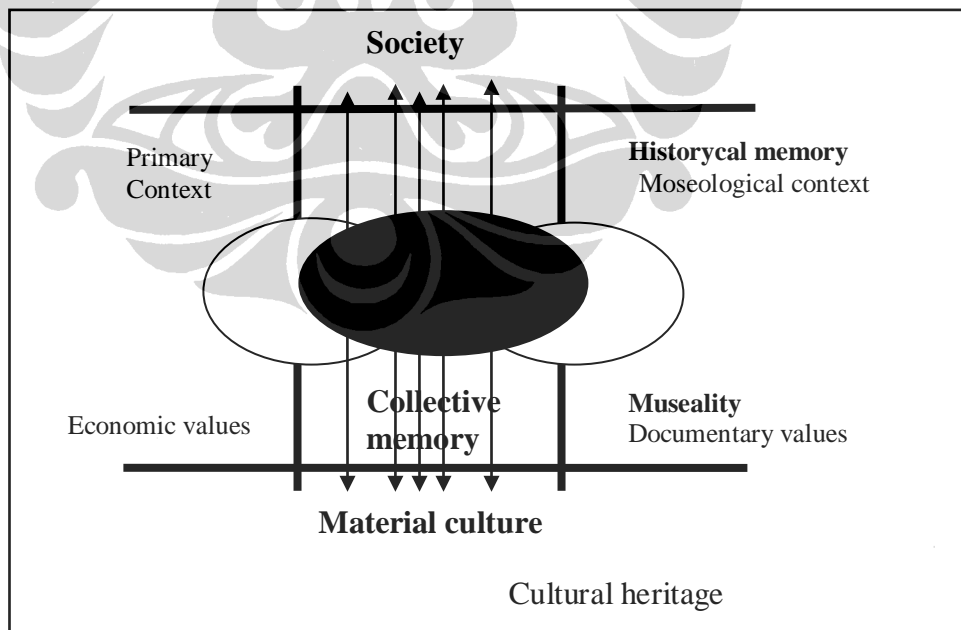 Society
Primary
Context
Historycal memory
Moseological context
Collective
memory
Economic values
Museality
Documentary values
Material culture
Cultural heritage